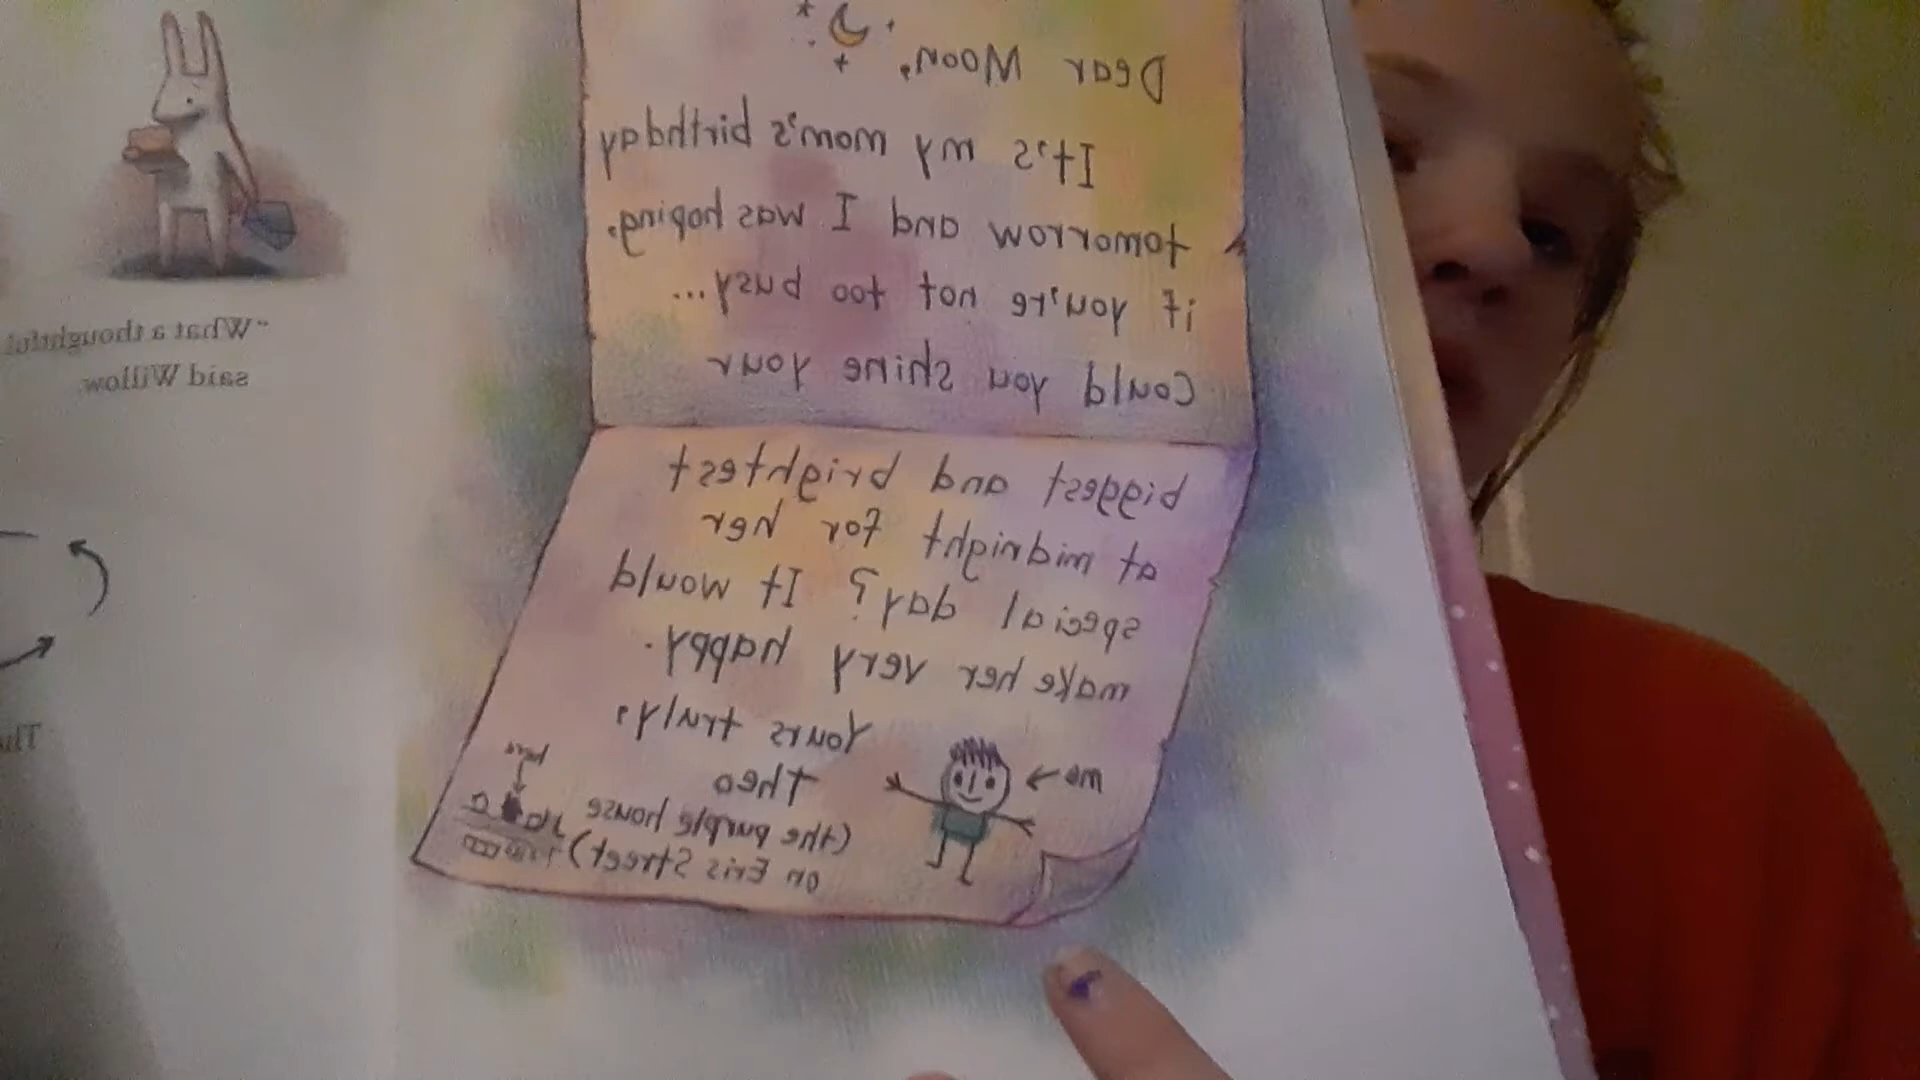 Dear Moon,
It's my mom's birthday
tomorrow and I was hoping,
if you're not too busy...
Could you shine your
biggest and brightest
at midnight for her
special day? It would
make her very happy.
Yours truly,
Theo
(the purple house
on Eris Street)
me
here
"What a thoughtful
said Willow.